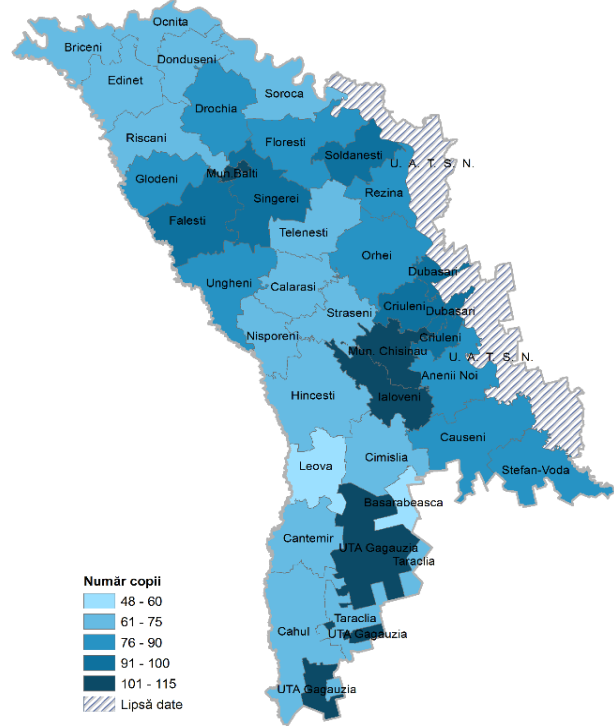 Ocnita
Briceni
Donduseni
Edinet
Soroca
Drochia
Riscani
Floresti
Soldanesti
U. A. T. S. N.
Mun.Balti
Glodeni
Singerei
Rezina
Falesti
Telenesti
Orhei
Dubasari
Ungheni
Calarasi
Criuleni
Straseni
Dubasari
Nisporeni
Criuleni
Mun. Chisinau
U. A. T. S. N.
Anenii Noi
Hincesti
Ialoveni
Causeni
Cimislia
Leova
Stefan-Voda
Basarabeasca
Cantemir
UTA Gagauzia
Taraclia
Taraclia
Cahul
UTA Gagauzia
UTA Gagauzia
Număr copii
48 - 60
61 - 75
76 - 90
91 - 100
101 - 115
Lipsă date